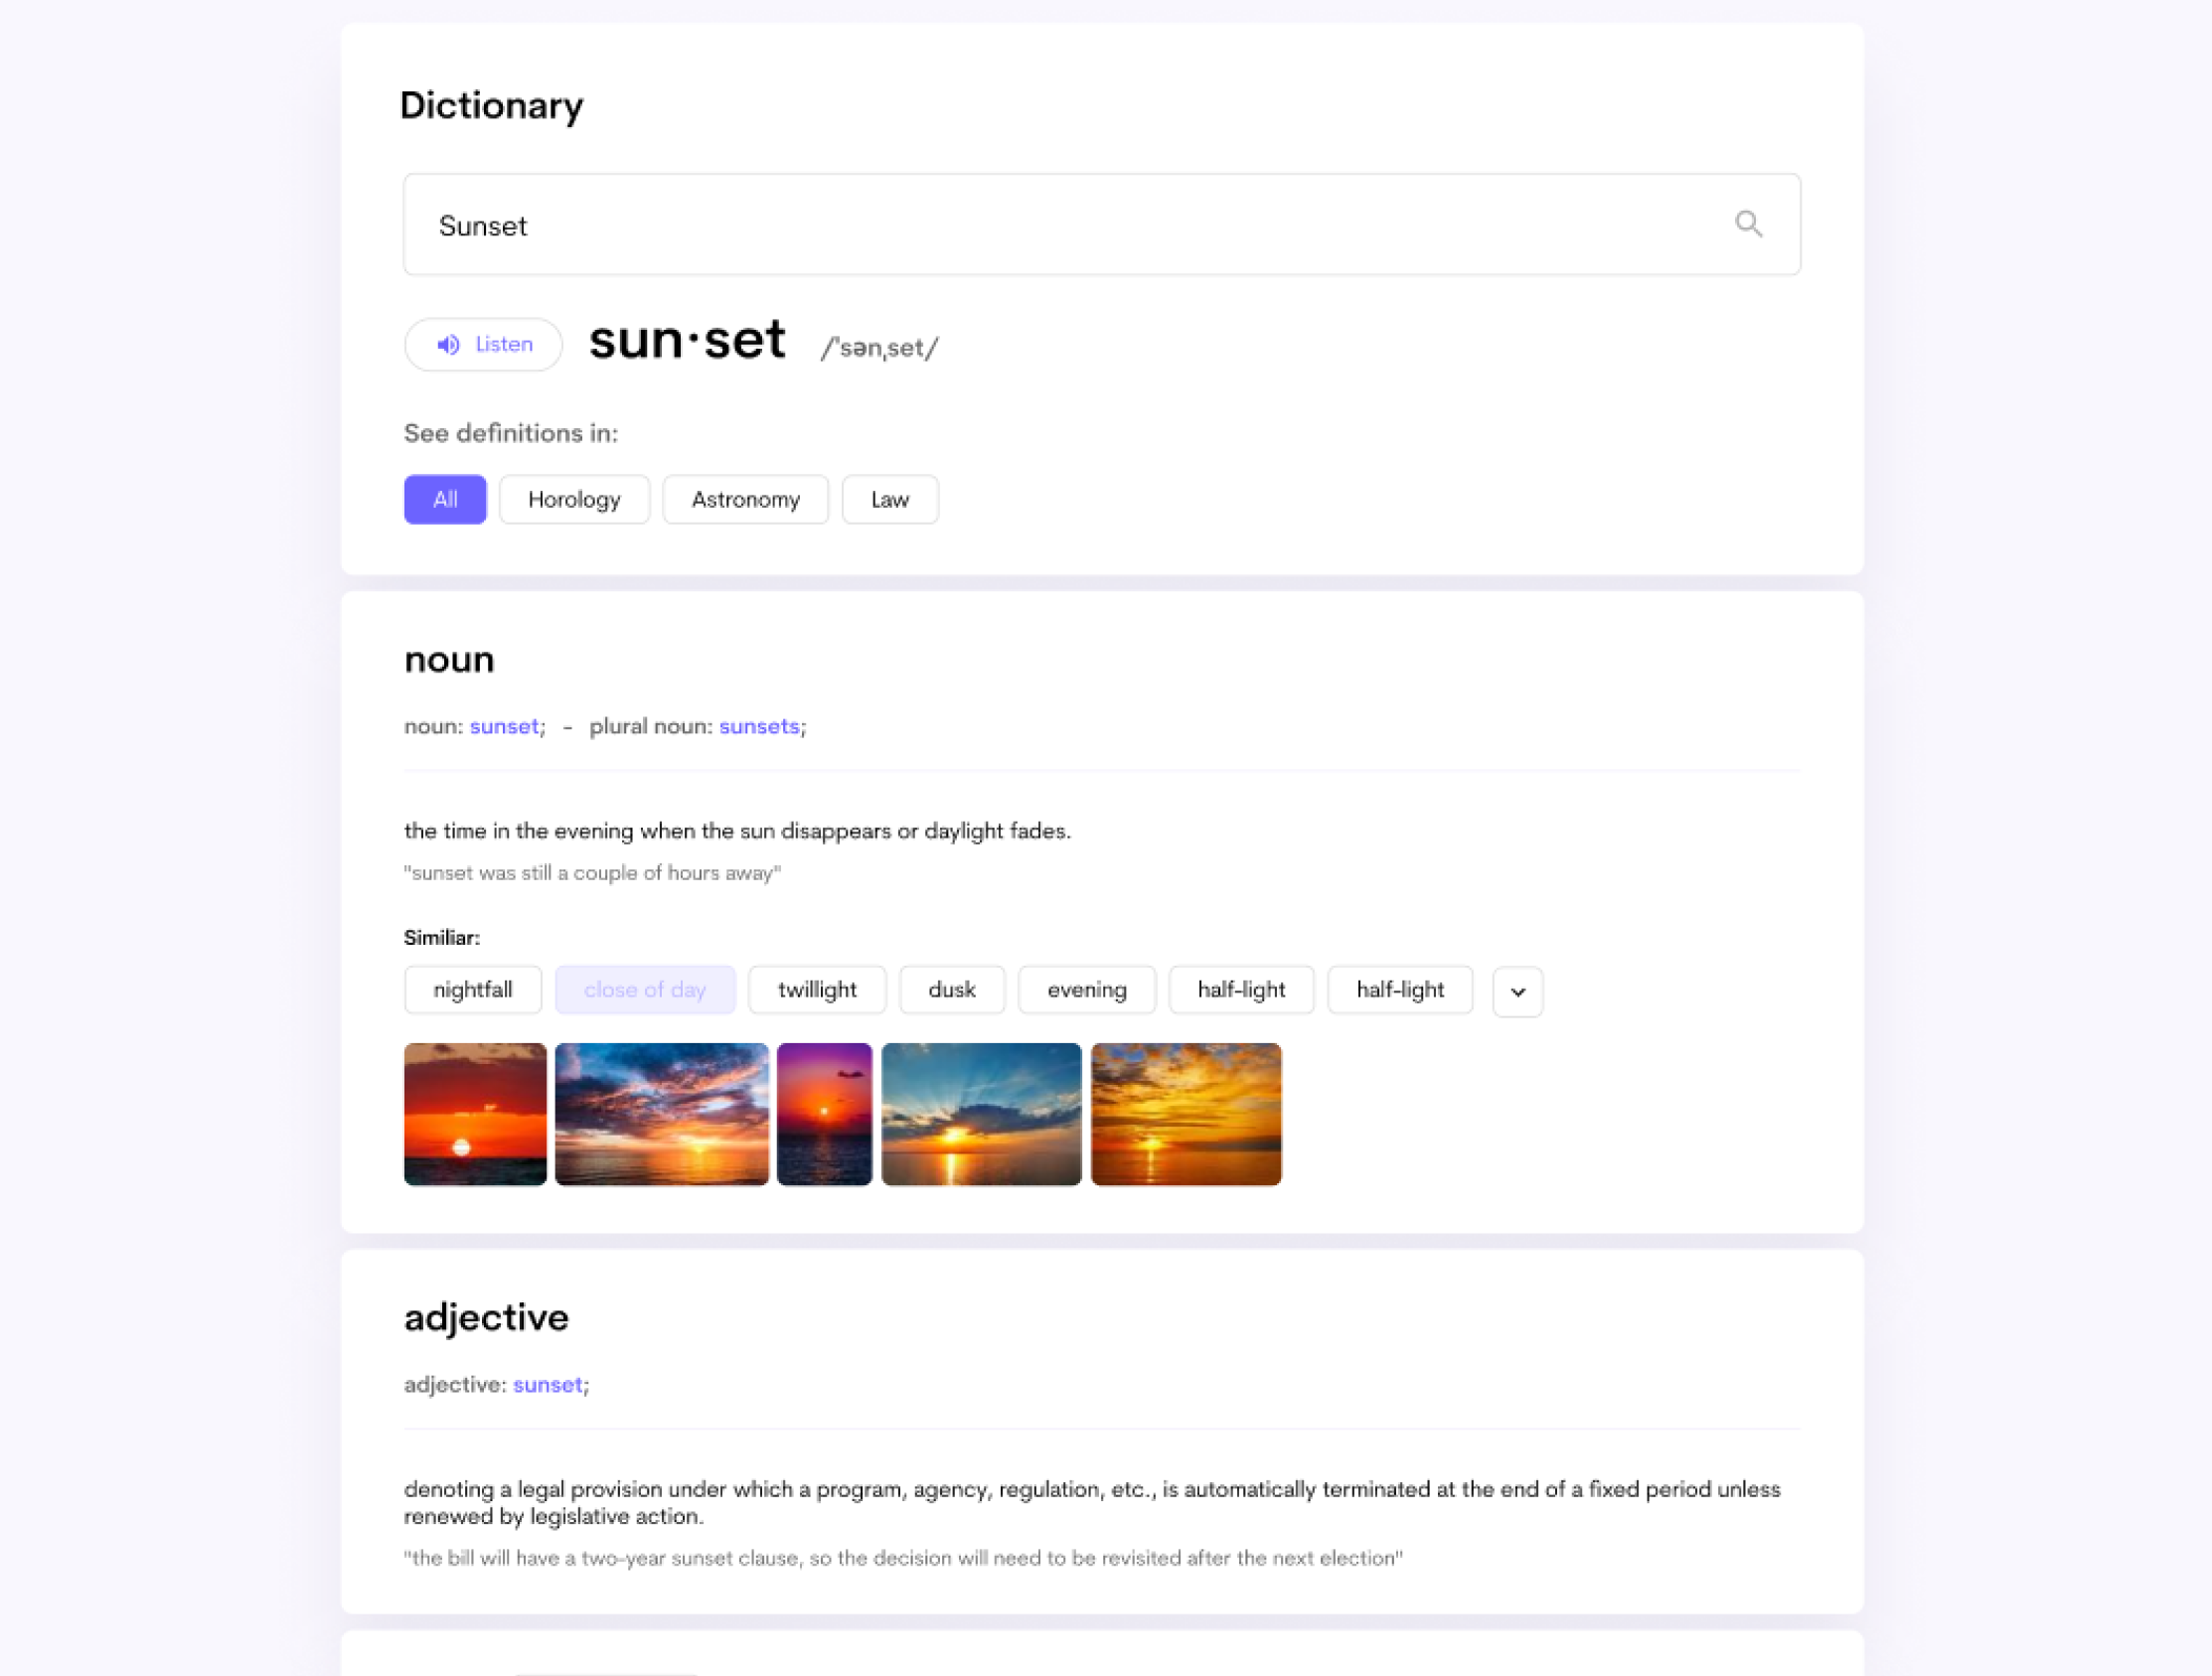 Dictionary
Sunset
Listen sun·set /ˈsənˌset/
See definitions in:
All Horology Astronomy Law
noun
noun: sunset; - plural noun: sunsets;
the time in the evening when the sun disappears or daylight fades.
"sunset was still a couple of hours away"
Similiar:
nightfall close of day twillight dusk evening half-light half-light
adjective
adjective: sunset;
denoting a legal provision under which a program, agency, regulation, etc., is automatically terminated at the end of a fixed period unless
renewed by legislative action.
"the bill will have a two-year sunset clause, so the decision will need to be revisited after the next election"